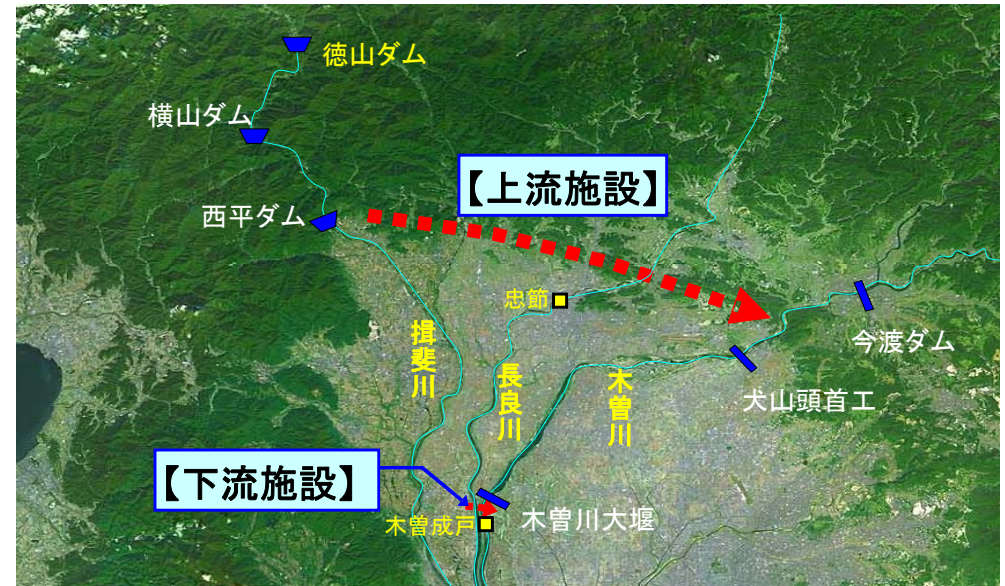 徳山ダム
横山ダム
【上流施設】
西平ダム
忠節
今渡ダム
揖斐川
長良川
木曽川
犬山頭首工
【下流施設】
木曽川大堰
木曽成戸